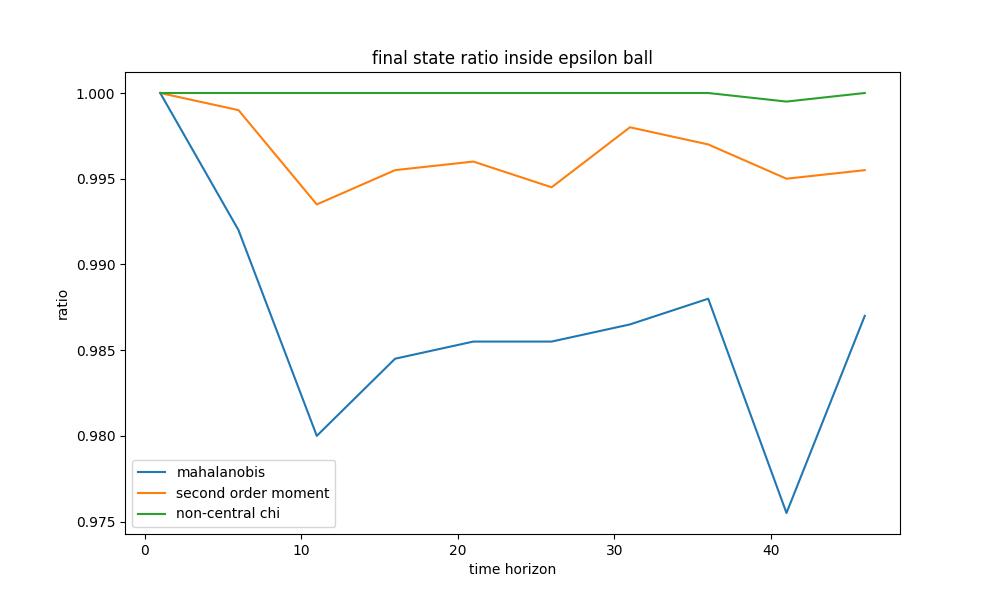 final state ratio inside epsilon ball
ratio
1.000
0.995
0.990
0.985
0.980
0.975
mahalanobis
second order moment
non-central chi
0 10 20 30 40
time horizon